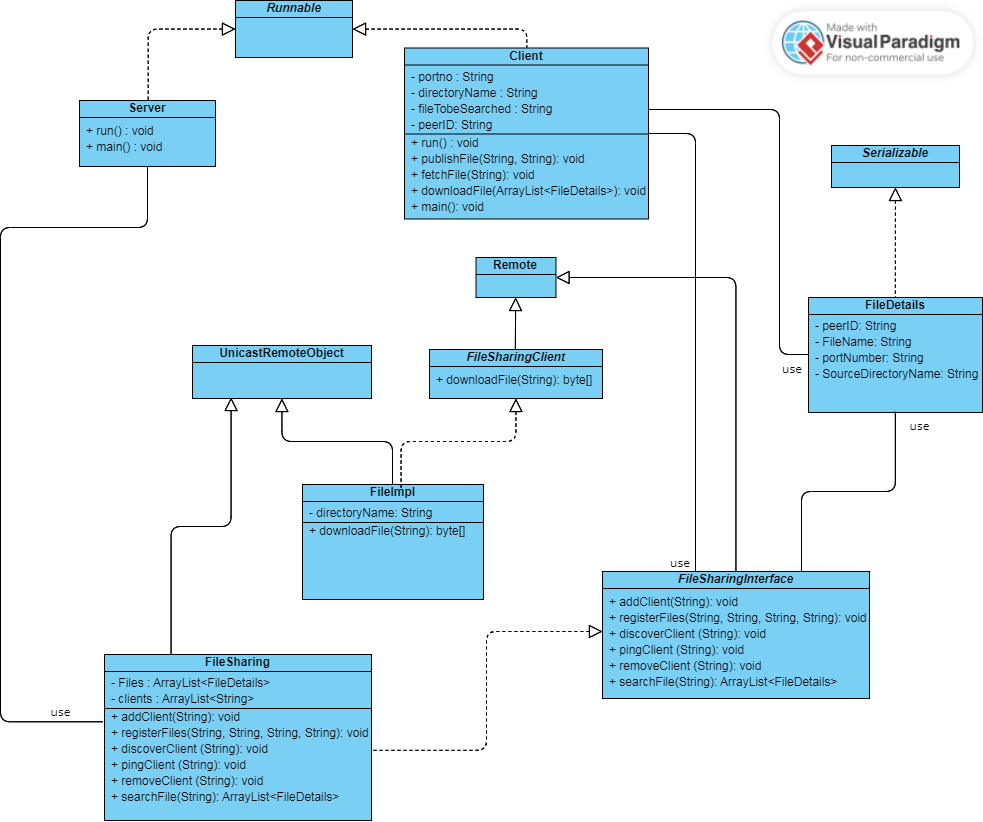 Runnable
Made with
VisualParadigm
For non-commercial use
Client
- portno : String
- directoryName : String
- fileTobeSearched : String
- peerID: String
+ run() : void
+ publishFile(String, String): void
+ fetchFile(String): void
+ downloadFile(ArrayList<FileDetails>): void
+ main(): void
Server
+ run() : void
+ main() : void
Serializable
Remote
FileDetails
- peerID: String
- FileName: String
- portNumber: String
- SourceDirectoryName: String
use
use
UnicastRemoteObject
FileSharingClient
+ downloadFile(String): byte[]
FileImpl
- directoryName: String
+ downloadFile(String): byte[]
use
FileSharingInterface
+ addClient(String): void
+ registerFiles(String, String, String, String): void
+ discoverClient (String): void
+ pingClient (String): void
+ removeClient (String): void
+ searchFile(String): ArrayList<FileDetails>
use
FileSharing
- Files : ArrayList<FileDetails>
- clients : ArrayList<String>
+ addClient(String): void
+ registerFiles(String, String, String, String): void
+ discoverClient (String): void
+ pingClient (String): void
+ removeClient (String): void
+ searchFile(String): ArrayList<FileDetails>